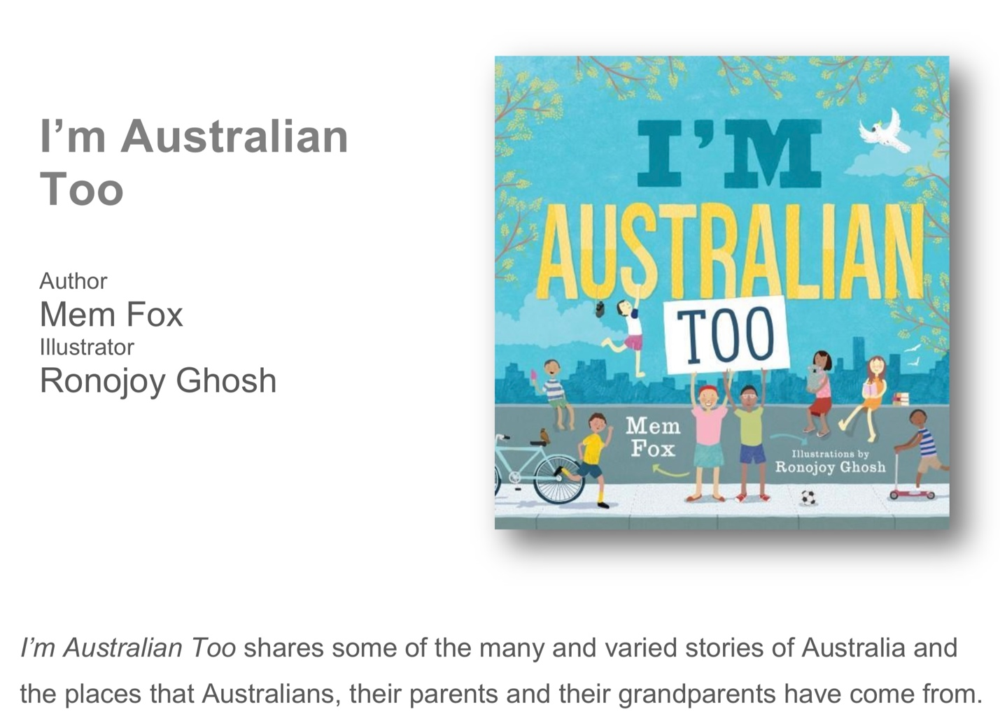 I’m Australian
Too
Author
Mem Fox
Illustrator
Ronojoy Ghosh
I’M
AUSTRALIAN
TOO
Mem
Fox
Illustrations by
Ronojoy Ghosh
I’m Australian Too shares some of the many and varied stories of Australia and
the places that Australians, their parents and their grandparents have come from.